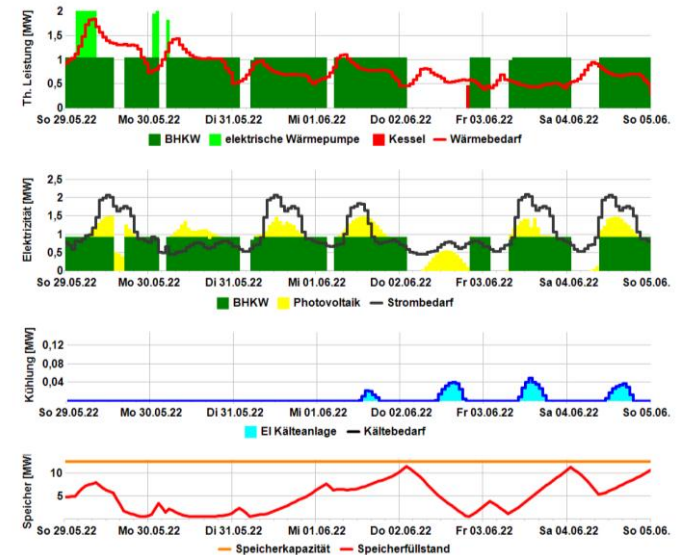 Th. Leistung [MW]
2
1,5
1
0,5
0
So 29.05.22 Mo 30.05.22 Di 31.05.22 Mi 01.06.22 Do 02.06.22 Fr 03.06.22 Sa 04.06.22 So 05.06.
BHKW elektrische Wärmepumpe Kessel Wärmebedarf
Elektrizität [MW]
2,5
2
1,5
1
0,5
0
So 29.05.22 Mo 30.05.22 Di 31.05.22 Mi 01.06.22 Do 02.06.22 Fr 03.06.22 Sa 04.06.22 So 05.06.
BHKW Photovoltaik Strombedarf
Kühlung [MW]
0,12
0,08
0,04
So 29.05.22 Mo 30.05.22 Di 31.05.22 Mi 01.06.22 Do 02.06.22 Fr 03.06.22 Sa 04.06.22 So 05.06.
El Kälteanlage Kältebedarf
Speicher [MW]
10
5
So 29.05.22 Mo 30.05.22 Di 31.05.22 Mi 01.06.22 Do 02.06.22 Fr 03.06.22 Sa 04.06.22 So 05.06.
Speicherkapazität Speicherfüllstand